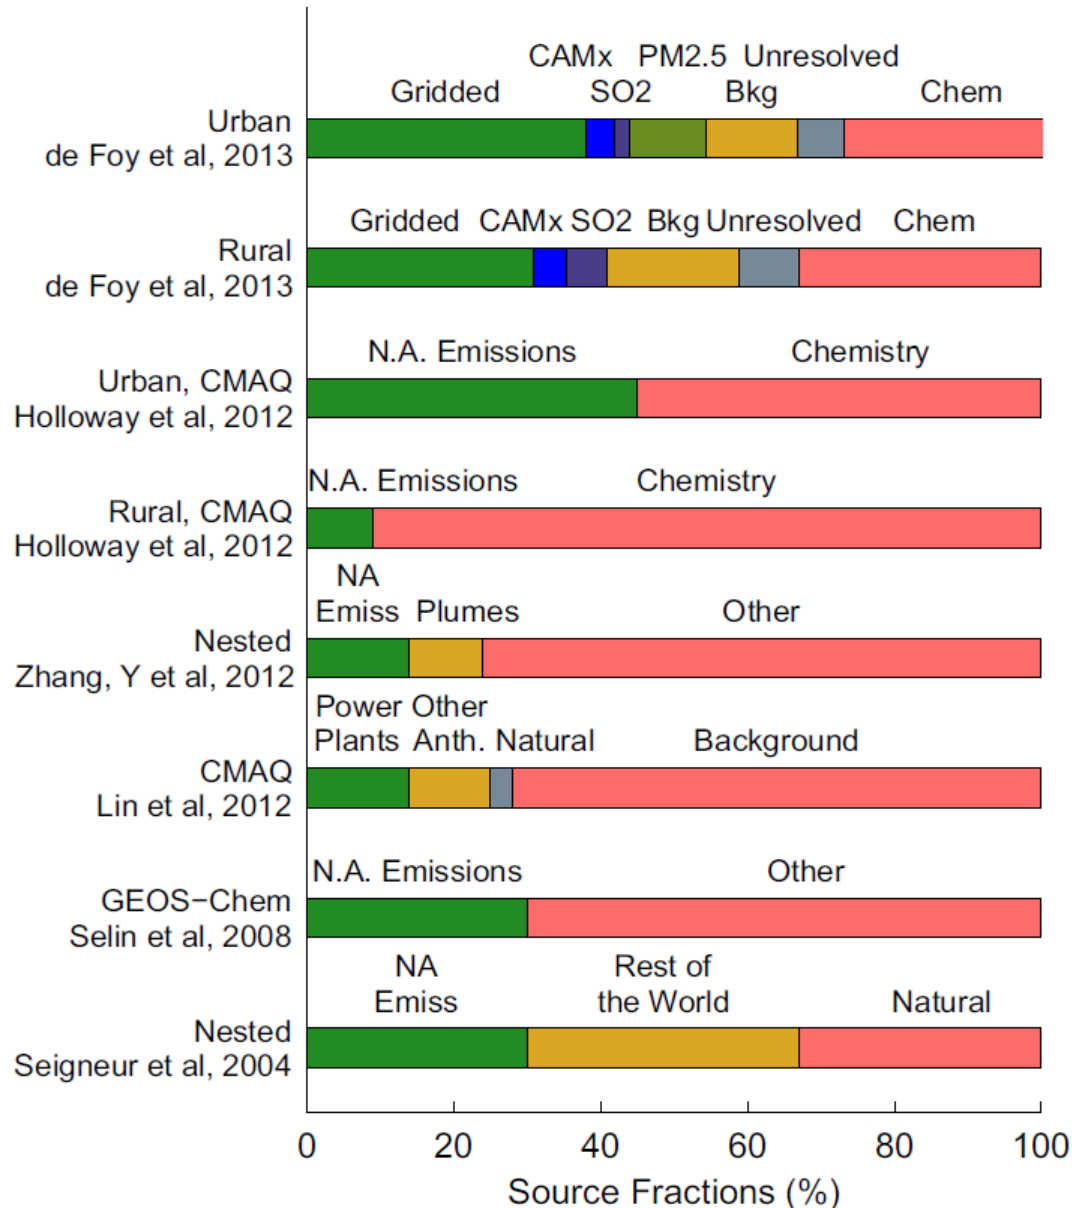 CAMx PM2.5 Unresolved
Gridded SO2 Bkg Chem
Urban
de Foy et al, 2013
Gridded CAMx SO2 Bkg Unresolved Chem
Rural
de Foy et al, 2013
N.A. Emissions Chemistry
Urban, CMAQ
Holloway et al, 2012
N.A. Emissions Chemistry
Rural, CMAQ
Holloway et al, 2012
NA
Emiss Plumes Other
Nested
Zhang, Y et al, 2012
Power Other
Plants Anth. Natural Background
CMAQ
Lin et al, 2012
N.A. Emissions Other
GEOS−Chem
Selin et al, 2008
NA Rest of
Emiss the World Natural
Nested
Seigneur et al, 2004
0 20 40 60 80 100
Source Fractions (%)